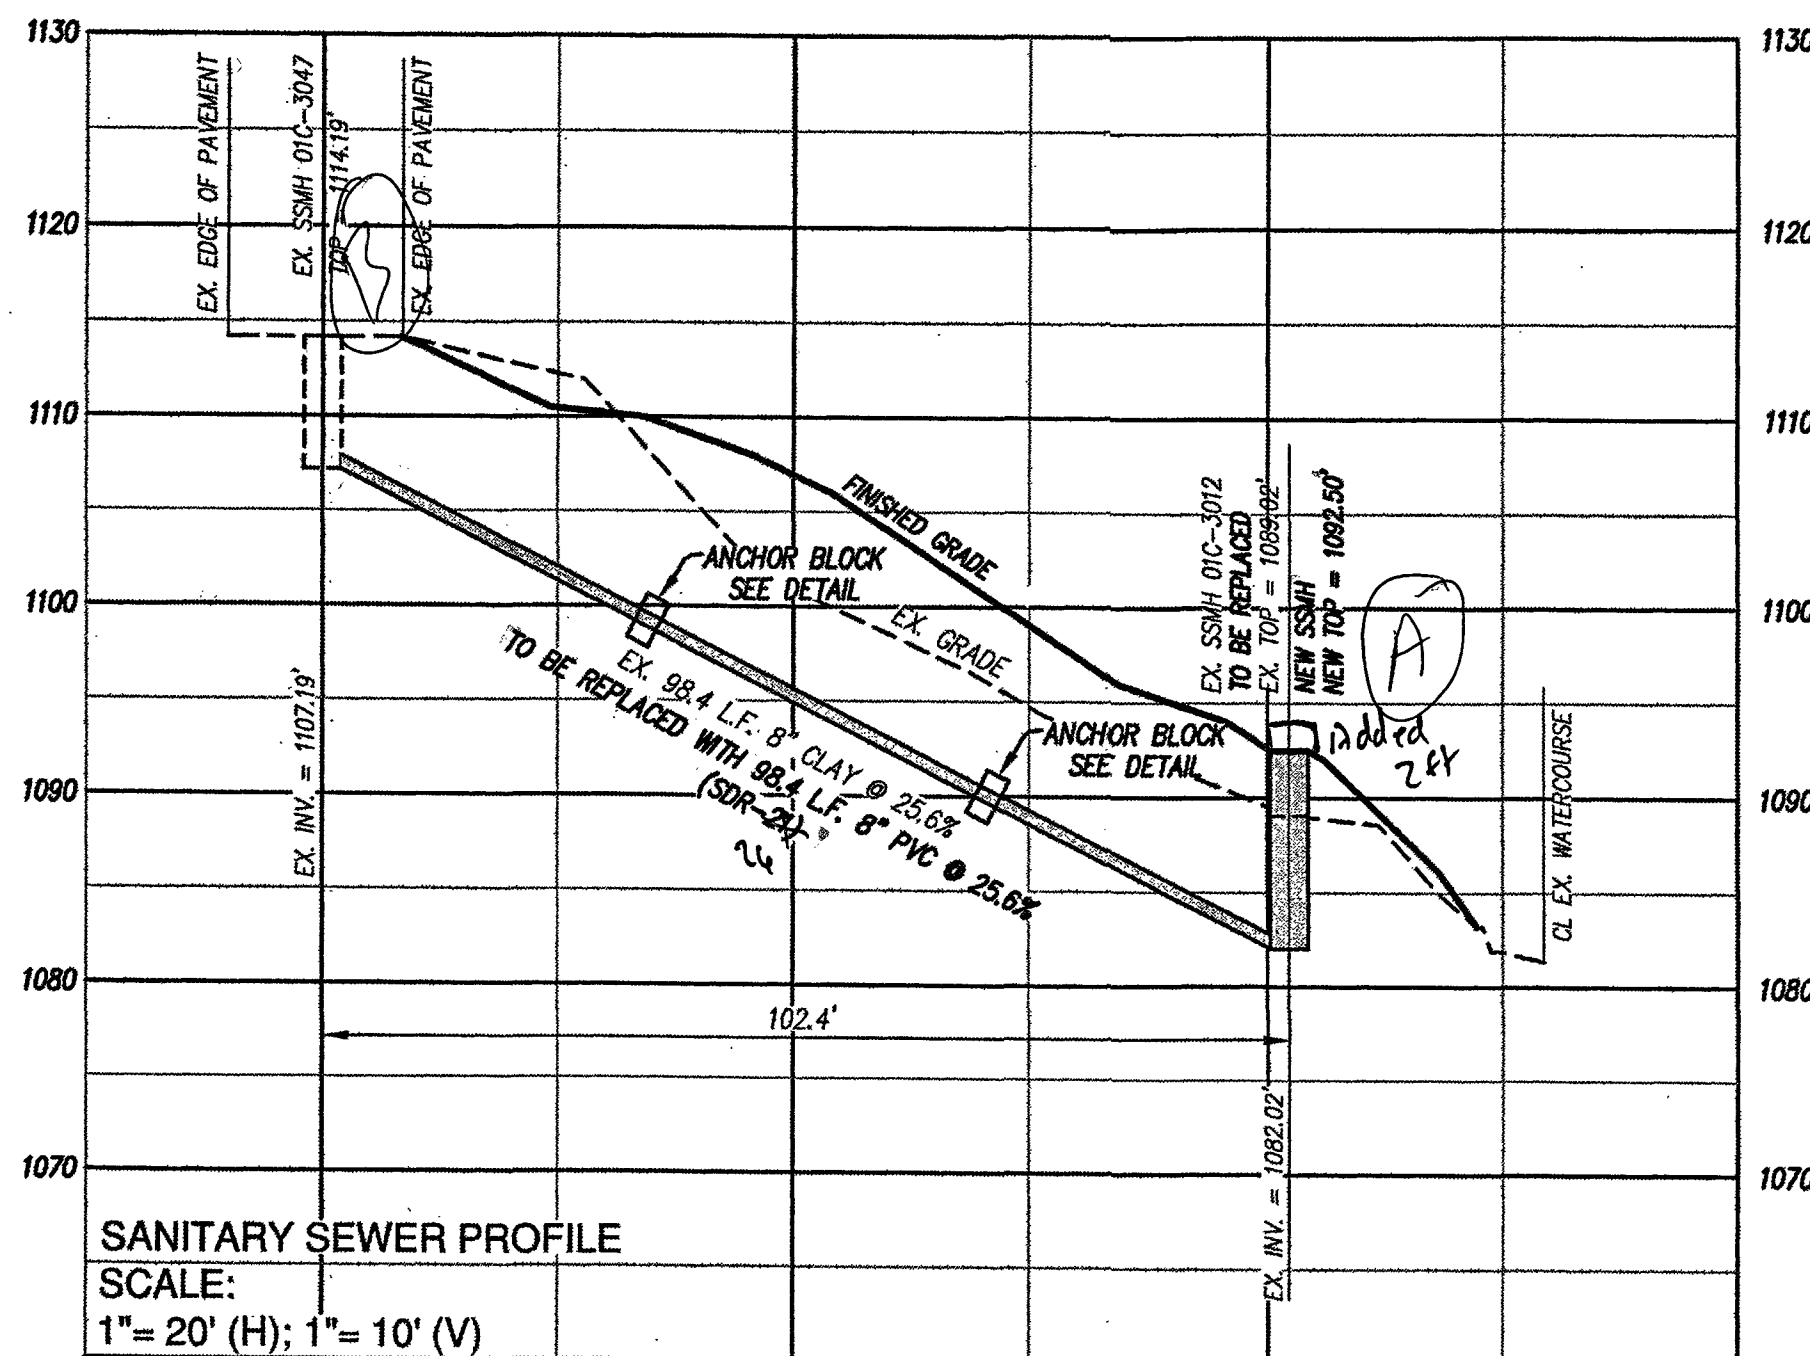 1130
1130
EX. EDGE OF PAVEMENT
EX. SSMH 01C-3047
TOP 1114.19'
EX. EDGE OF PAVEMENT
1120
1120
1110
1110
FINISHED GRADE
ANCHOR BLOCK
SEE DETAIL
EX. GRADE
EX. SSMH 01C-3012
TO BE REPLACED
EX. TOP = 1089.02'
NEW SSMH
NEW TOP = 1092.50'
A
1100
1100
EX. INV. = 1107.19'
EX. 98.4 L.F. 8" CLAY @ 25.6%
TO BE REPLACED WITH 98.4 L.F. 8" PVC @ 25.6%
(SDR-21)
26
ANCHOR BLOCK
SEE DETAIL
Added
2 ft
CL EX. WATERCOURSE
1090
1090
1080
1080
102.4'
EX. INV. = 1082.02'
1070
1070
SANITARY SEWER PROFILE
SCALE:
1"= 20' (H); 1"= 10' (V)